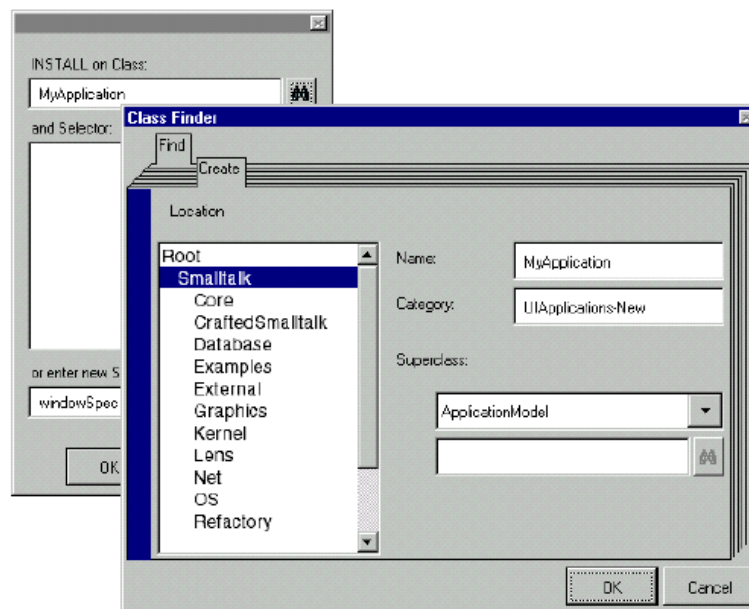 INSTALL on Class:
MyApplication
and Selector:
or enter new S
windowSpec
OK
Class Finder
Find
Create
Location
Root
Smalltalk
Core
CraftedSmalltalk
Database
Examples
External
Graphics
Kernel
Lens
Net
OS
Refactory
Name:
MyApplication
Category:
UIApplications-New
Superclass:
ApplicationModel
OK
Cancel